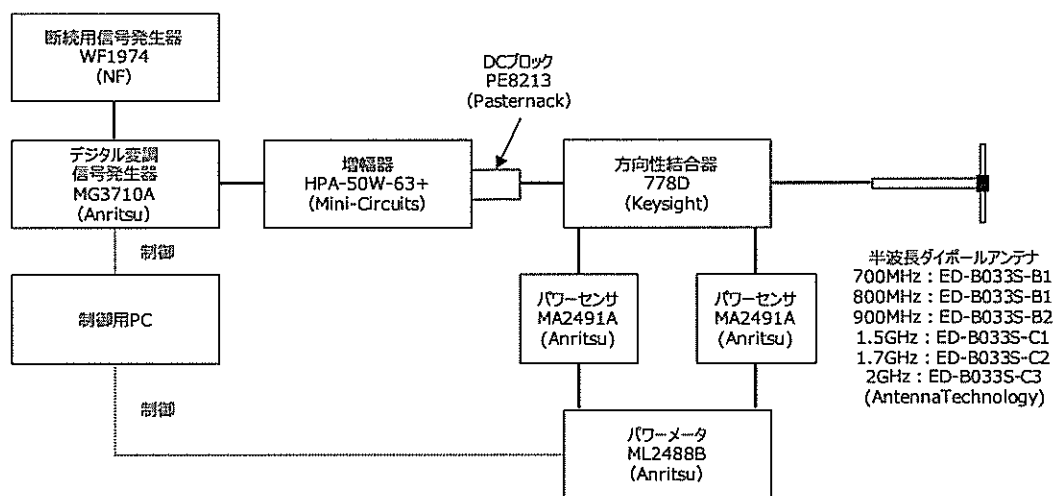 断続用信号発生器
WF1974
(NF)
DCブロック
PE8213
(Pasternack)
デジタル変調
信号発生器
MG3710A
(Anritsu)
増幅器
HPA-50W-63+
(Mini-Circuits)
方向性結合器
778D
(Keysight)
制御
制御用PC
パワーセンサ
MA2491A
(Anritsu)
パワーセンサ
MA2491A
(Anritsu)
半波長ダイポールアンテナ
700MHz：ED-B033S-B1
800MHz：ED-B033S-B1
900MHz：ED-B033S-B2
1.5GHz：ED-B033S-C1
1.7GHz：ED-B033S-C2
2GHz：ED-B033S-C3
(AntennaTechnology)
制御
パワーメータ
ML2488B
(Anritsu)